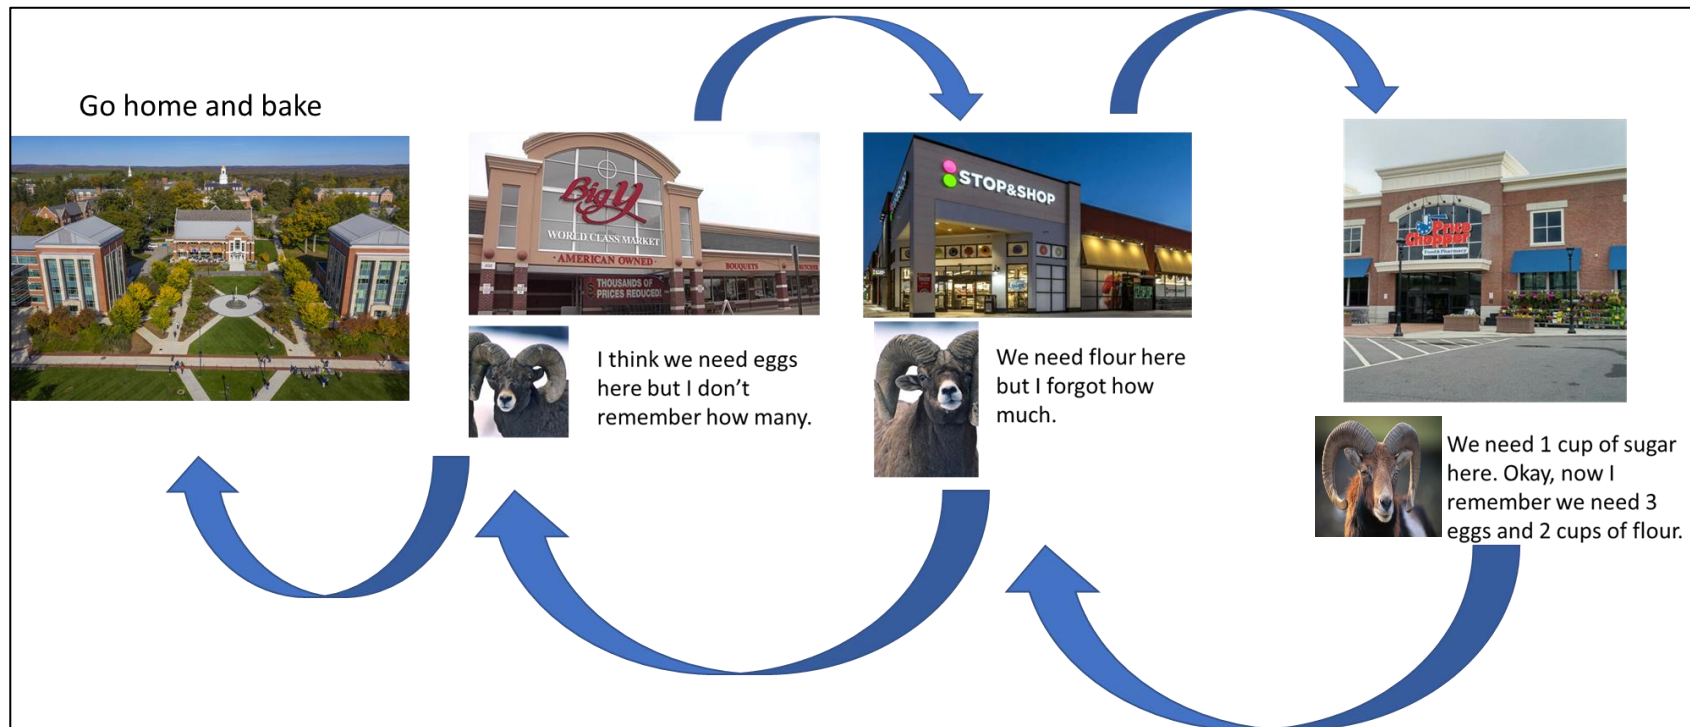 Go home and bake
Big Y
WORLD CLASS MARKET
AMERICAN OWNED
THOUSANDS OF
PRICES REDUCED!
BOUQUETS
STOP&SHOP
Price
Chopper
I think we need eggs
here but I don’t
remember how many.
We need flour here
but I forgot how
much.
We need 1 cup of sugar
here. Okay, now I
remember we need 3
eggs and 2 cups of flour.